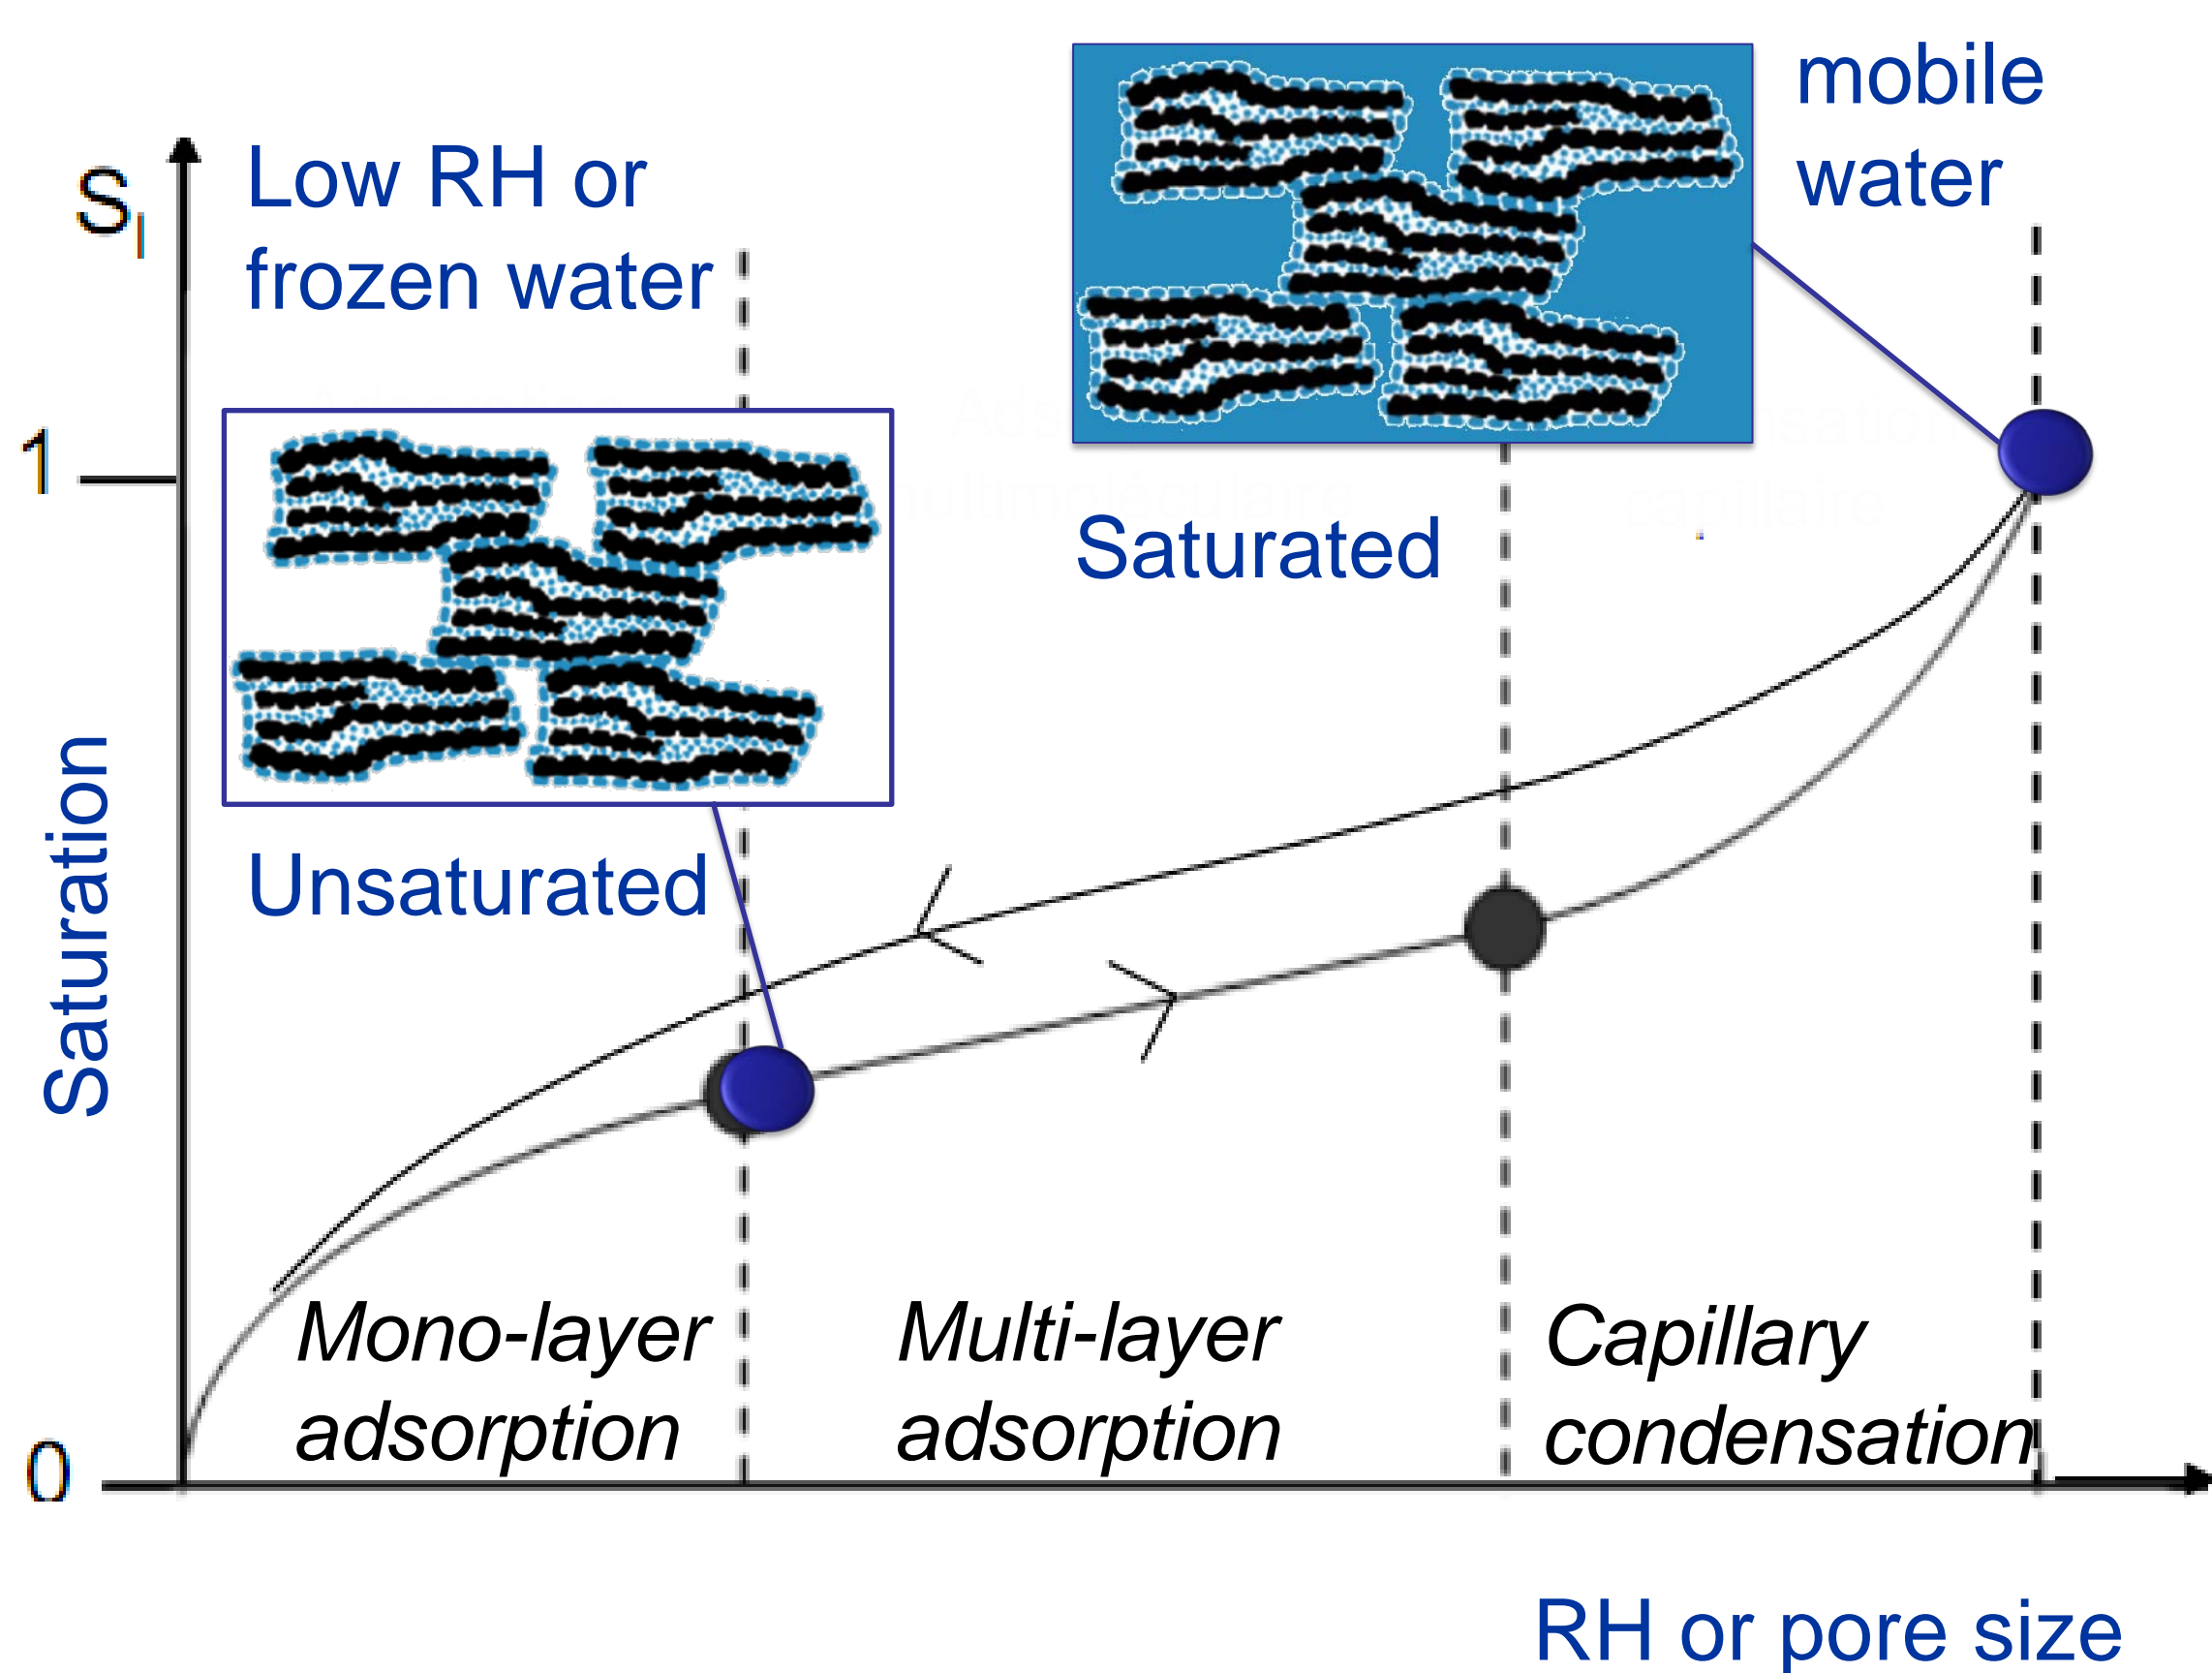 mobile
water
Low RH or
frozen water
Sl
1
Saturated
Unsaturated
Saturation
Mono-layer
adsorption
Multi-layer
adsorption
Capillary
condensation
0
RH or pore size